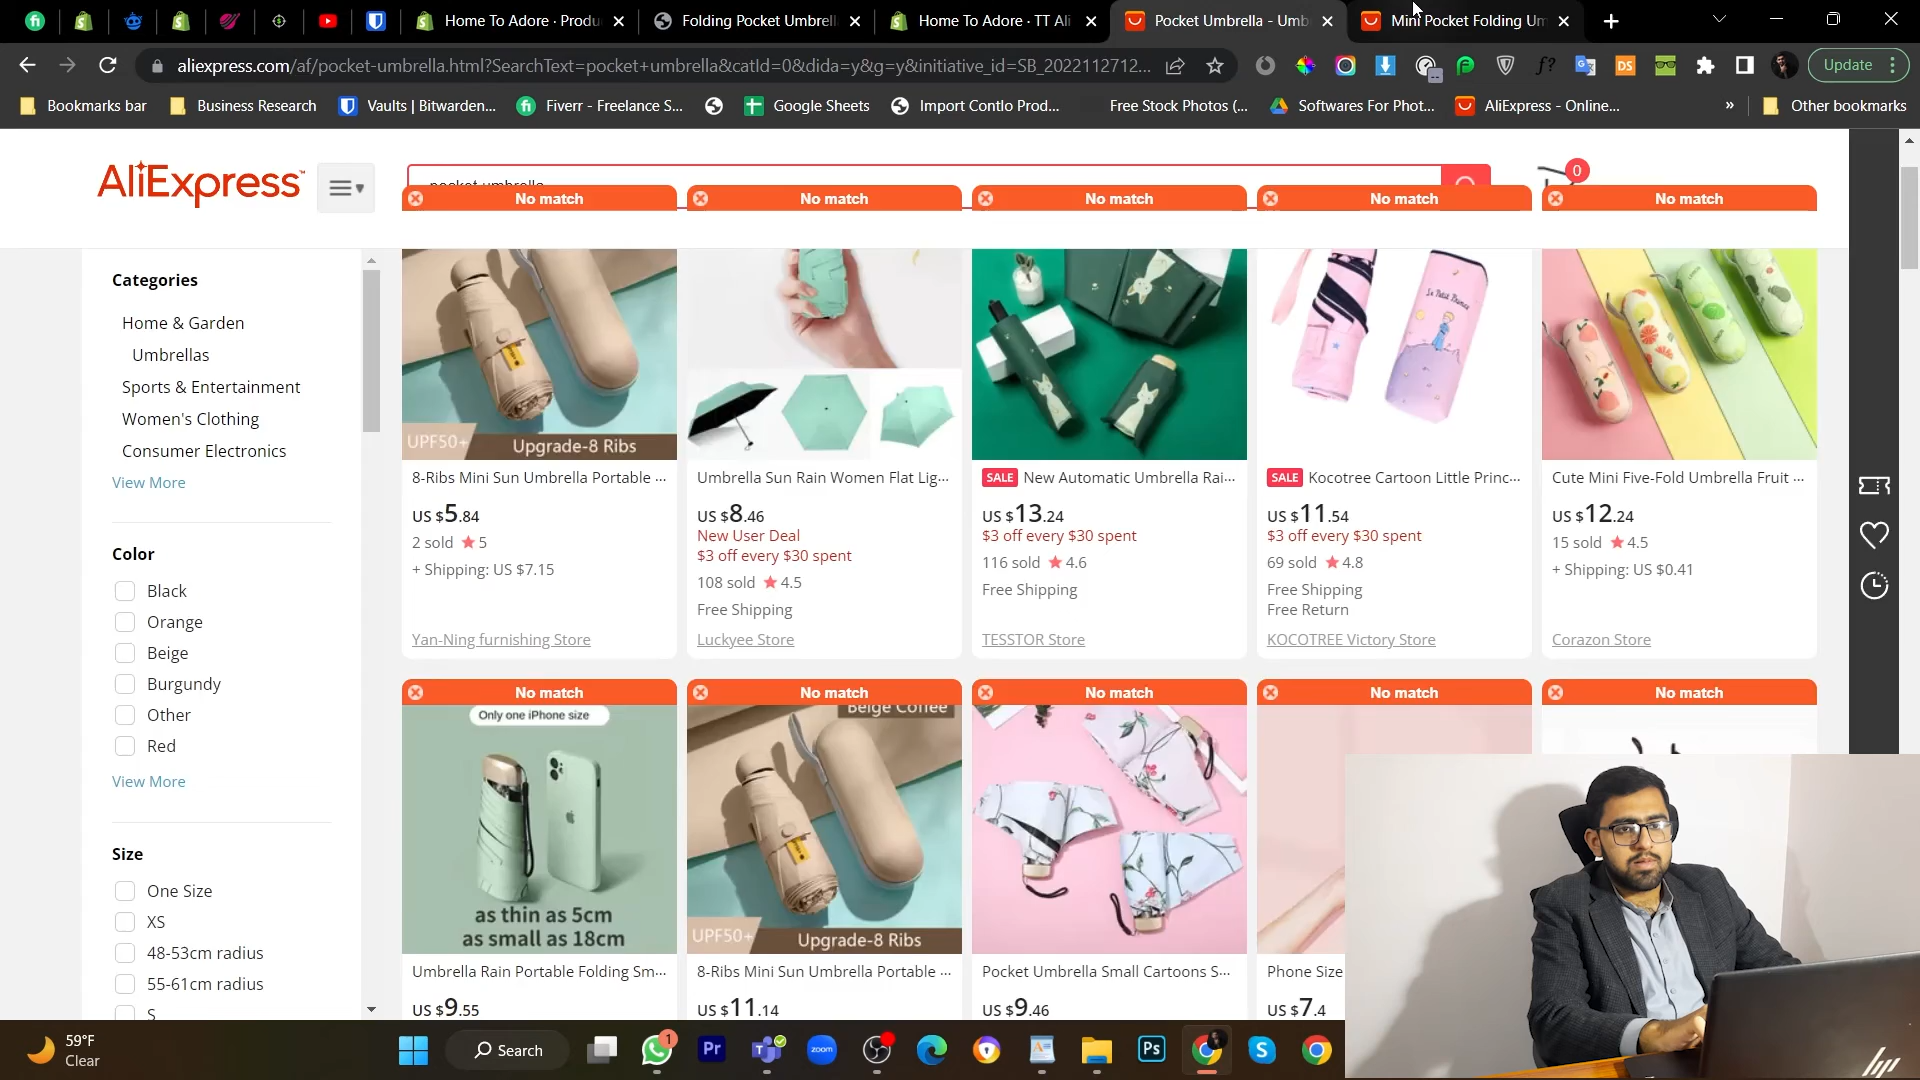 Home To Adore · Produ
Folding Pocket Umbrell
Home To Adore · TT Ali
Pocket Umbrella - Umb
Mini Pocket Folding Um
aliexpress.com/af/pocket-umbrella.html?SearchText=pocket+umbrella&catId=0&dida=y&g=y&initiative_id=SB_2022112712...
Update
Bookmarks bar
Business Research
Vaults | Bitwarden...
Fiverr - Freelance S...
Google Sheets
Import Contlo Prod...
Free Stock Photos (...
Softwares For Phot...
AliExpress - Online...
»
Other bookmarks
AliExpress
pocket umbrella
0
No match
No match
No match
No match
No match
Categories
Home & Garden
Umbrellas
Sports & Entertainment
Women's Clothing
Consumer Electronics
View More
Color
Black
Orange
Beige
Burgundy
Other
Red
View More
Size
One Size
XS
48-53cm radius
55-61cm radius
S
UPF50+
Upgrade-8 Ribs
8-Ribs Mini Sun Umbrella Portable ...
US $5.84
2 sold 5
+ Shipping: US $7.15
Yan-Ning furnishing Store
Umbrella Sun Rain Women Flat Lig...
US $8.46
New User Deal
$3 off every $30 spent
108 sold 4.5
Free Shipping
Luckyee Store
SALE New Automatic Umbrella Rai...
US $13.24
$3 off every $30 spent
116 sold 4.6
Free Shipping
TESSTOR Store
Le Petit Prince
SALE Kocotree Cartoon Little Princ...
US $11.54
$3 off every $30 spent
69 sold 4.8
Free Shipping
Free Return
KOCOTREE Victory Store
Cute Mini Five-Fold Umbrella Fruit ...
US $12.24
15 sold 4.5
+ Shipping: US $0.41
Corazon Store
No match
No match
No match
No match
No match
Only one iPhone size
as thin as 5cm
as small as 18cm
Umbrella Rain Portable Folding Sm...
US $9.55
Beige Coffee
UPF50+
Upgrade-8 Ribs
8-Ribs Mini Sun Umbrella Portable ...
US $11.14
Pocket Umbrella Small Cartoons S...
US $9.46
Phone Size
US $7.4
59°F
Clear
Search
1
Pr
zoom
Ps
S